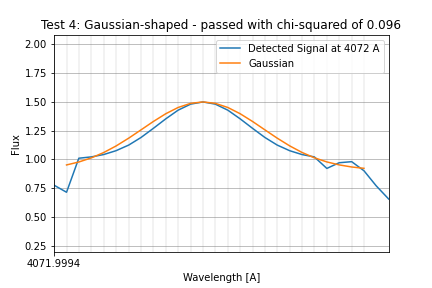 Test 4: Gaussian-shaped - passed with chi-squared of 0.096
Detected Signal at 4072 A
Gaussian
2.00
1.75
1.50
1.25
1.00
0.75
0.50
0.25
Flux
4071.9994
Wavelength [A]